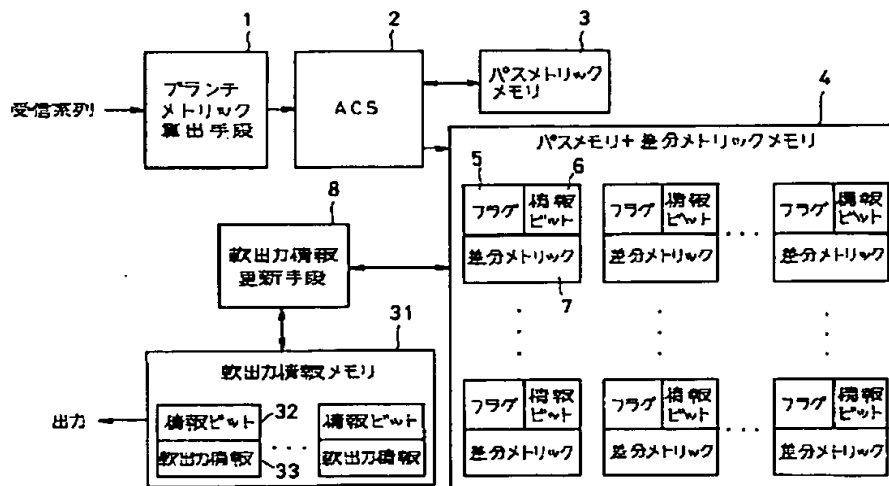 1
2
3
ブランチ
メトリック
算出手段
受信系列
ACS
パスメトリック
メモリ
4
パスメモリ+差分メトリックメモリ
5
6
フラグ 情報ビット フラグ 情報ビット フラグ 情報ビット
差分メトリック 差分メトリック ... 差分メトリック
7
8
軟出力情報
更新手段
31
軟出力情報メモリ
出力
情報ビット 32 ... 情報ビット
軟出力情報 33 軟出力情報
フラグ 情報ビット フラグ 情報ビット フラグ 情報ビット
差分メトリック 差分メトリック ... 差分メトリック